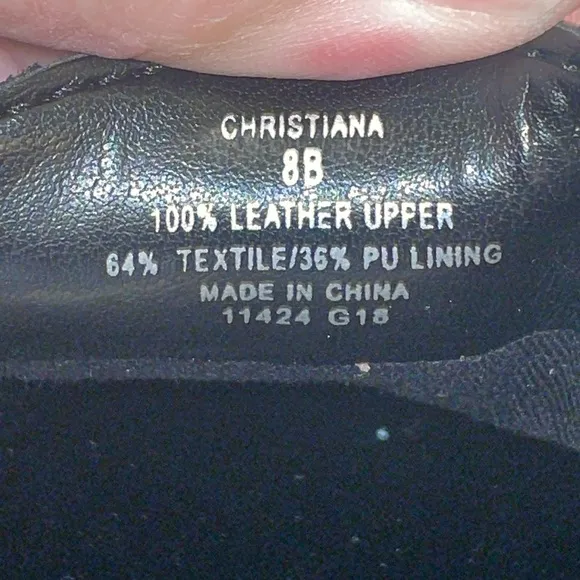 CHRISTIANA
8B
100% LEATHER UPPER
64% TEXTILE/36% PU LINING
MADE IN CHINA
11424 G18